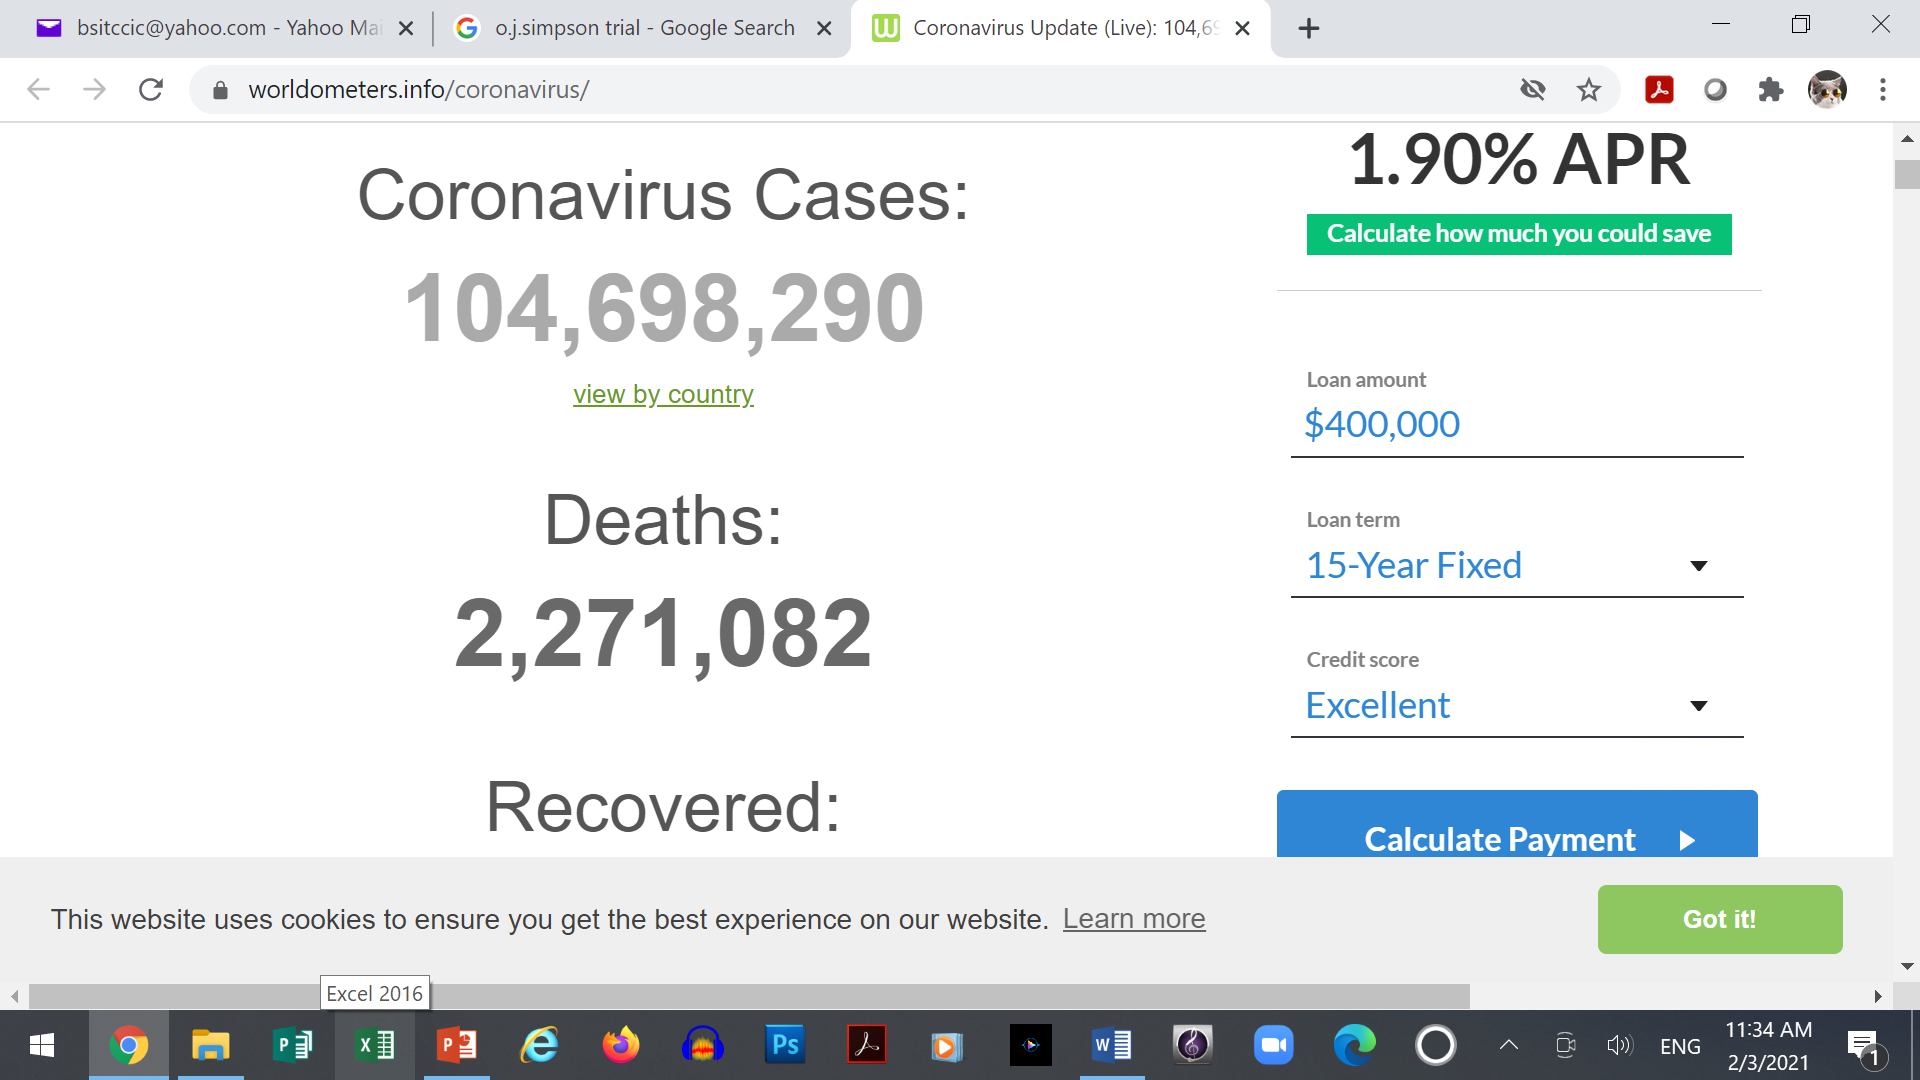 bsitccic@yahoo.com - Yahoo Mai
o.j.simpson trial - Google Search
Coronavirus Update (Live): 104,69
worldometers.info/coronavirus/
1.90% APR
Calculate how much you could save
Coronavirus Cases:
104,698,290
view by country
Loan amount
$400,000
Deaths:
2,271,082
Loan term
15-Year Fixed
Credit score
Excellent
Recovered:
Calculate Payment
This website uses cookies to ensure you get the best experience on our website. Learn more
Got it!
Excel 2016
Ps
ENG
11:34 AM
2/3/2021
1